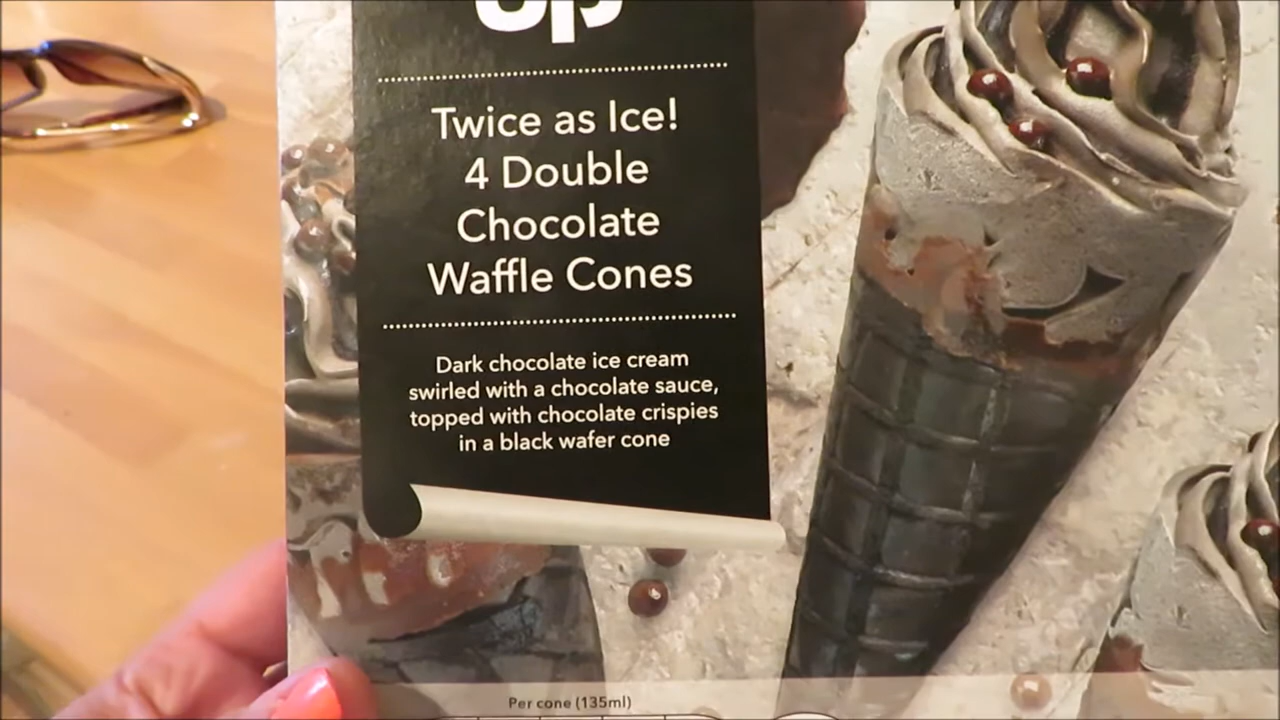 op
Twice as Ice!
4 Double
Chocolate
Waffle Cones
Dark chocolate ice cream
swirled with a chocolate sauce,
topped with chocolate crispies
in a black wafer cone
Per cone (135ml)